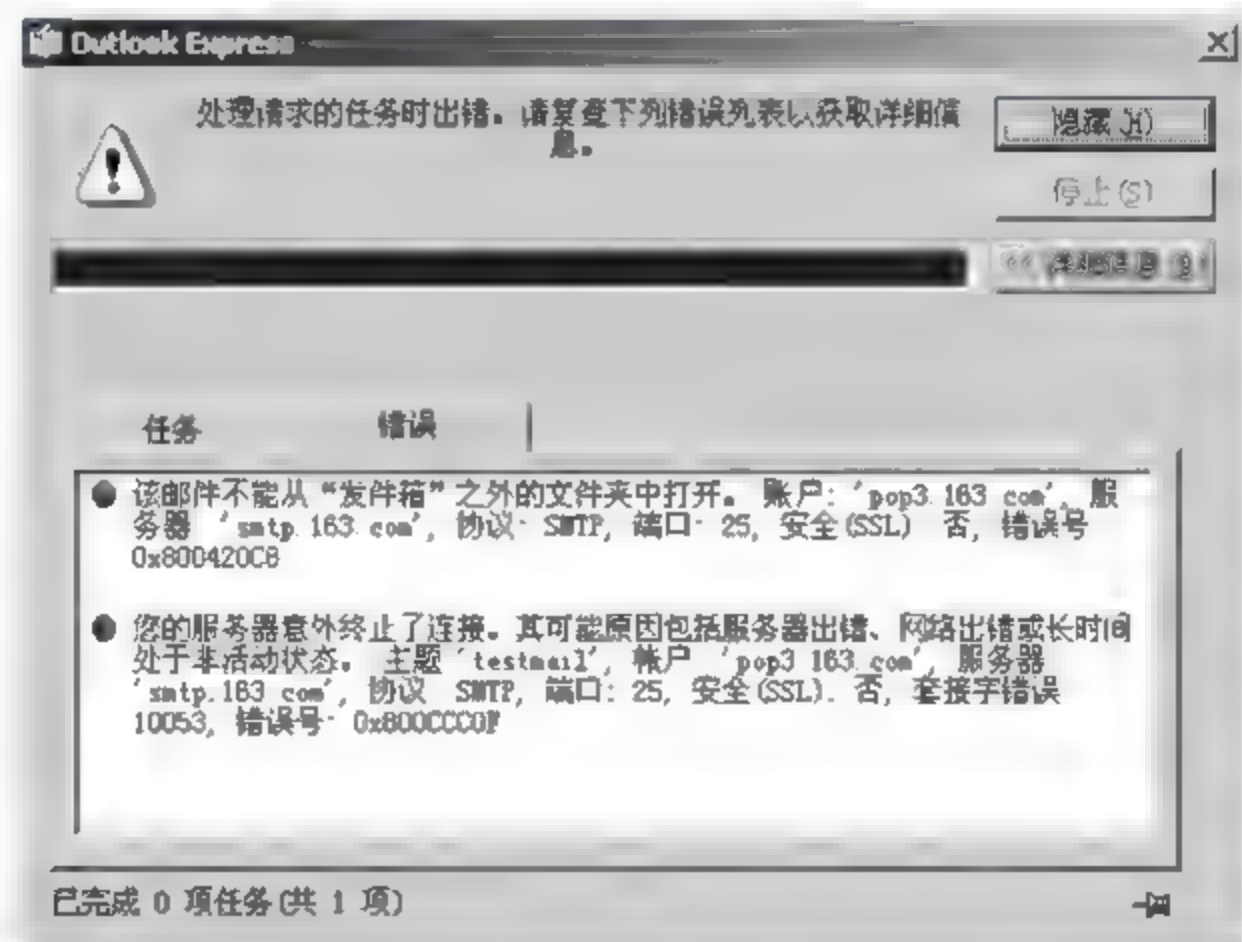 Outlook Express
处理请求的任务时出错。请复查下列错误列表以获取详细信
息。
隐藏(H)
停止(S)
<< 详细信息(D)
任务
错误
该邮件不能从“发件箱”之外的文件夹中打开。 账户: 'pop3.163.com', 服
务器: 'smtp.163.com', 协议: SMTP, 端口: 25, 安全(SSL): 否, 错误号:
0x800420C8
您的服务器意外终止了连接。其可能原因包括服务器出错、网络出错或长时间
处于非活动状态。 主题 'testmail', 帐户: 'pop3.163.com', 服务器:
'smtp.163.com', 协议: SMTP, 端口: 25, 安全(SSL): 否, 套接字错误:
10053, 错误号: 0x800CCC0F
已完成 0 项任务(共 1 项)